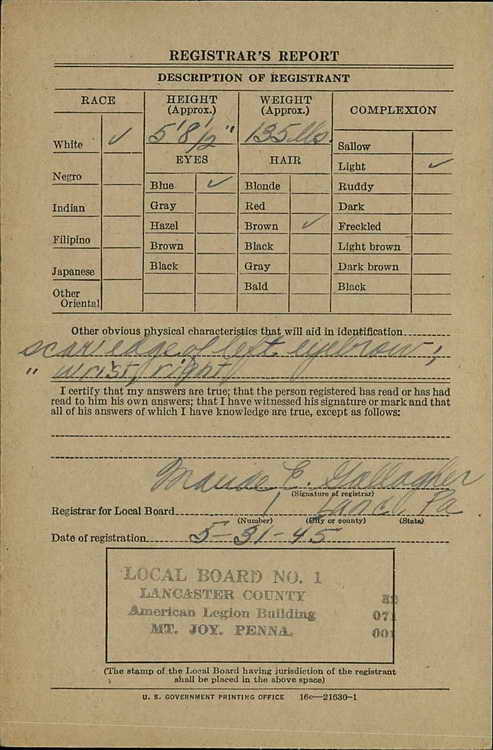 REGISTRAR'S REPORT
DESCRIPTION OF REGISTRANT
RACE
HEIGHT (Approx.)
WEIGHT (Approx.)
COMPLEXION
White ✓
5'8½"
135 lbs.
Sallow
EYES
HAIR
Light ✓
Negro
Blue ✓
Blonde
Ruddy
Indian
Gray
Red
Dark
Hazel
Brown ✓
Freckled
Filipino
Brown
Black
Light brown
Japanese
Black
Gray
Dark brown
Other Oriental
Bald
Black
Other obvious physical characteristics that will aid in identification
scar, edge of left eyebrow;
" wrist, right
I certify that my answers are true; that the person registered has read or has had
read to him his own answers; that I have witnessed his signature or mark and that
all of his answers of which I have knowledge are true, except as follows:
Maude E. Gallagher
(Signature of registrar)
Registrar for Local Board 1 Lanc. Pa.
(Number) (City or county) (State)
Date of registration 5-31-45
LOCAL BOARD NO. 1
LANCASTER COUNTY
American Legion Building 071
MT. JOY, PENNA. 001
(The stamp of the Local Board having jurisdiction of the registrant
shall be placed in the above space)
U. S. GOVERNMENT PRINTING OFFICE 16—21630-1